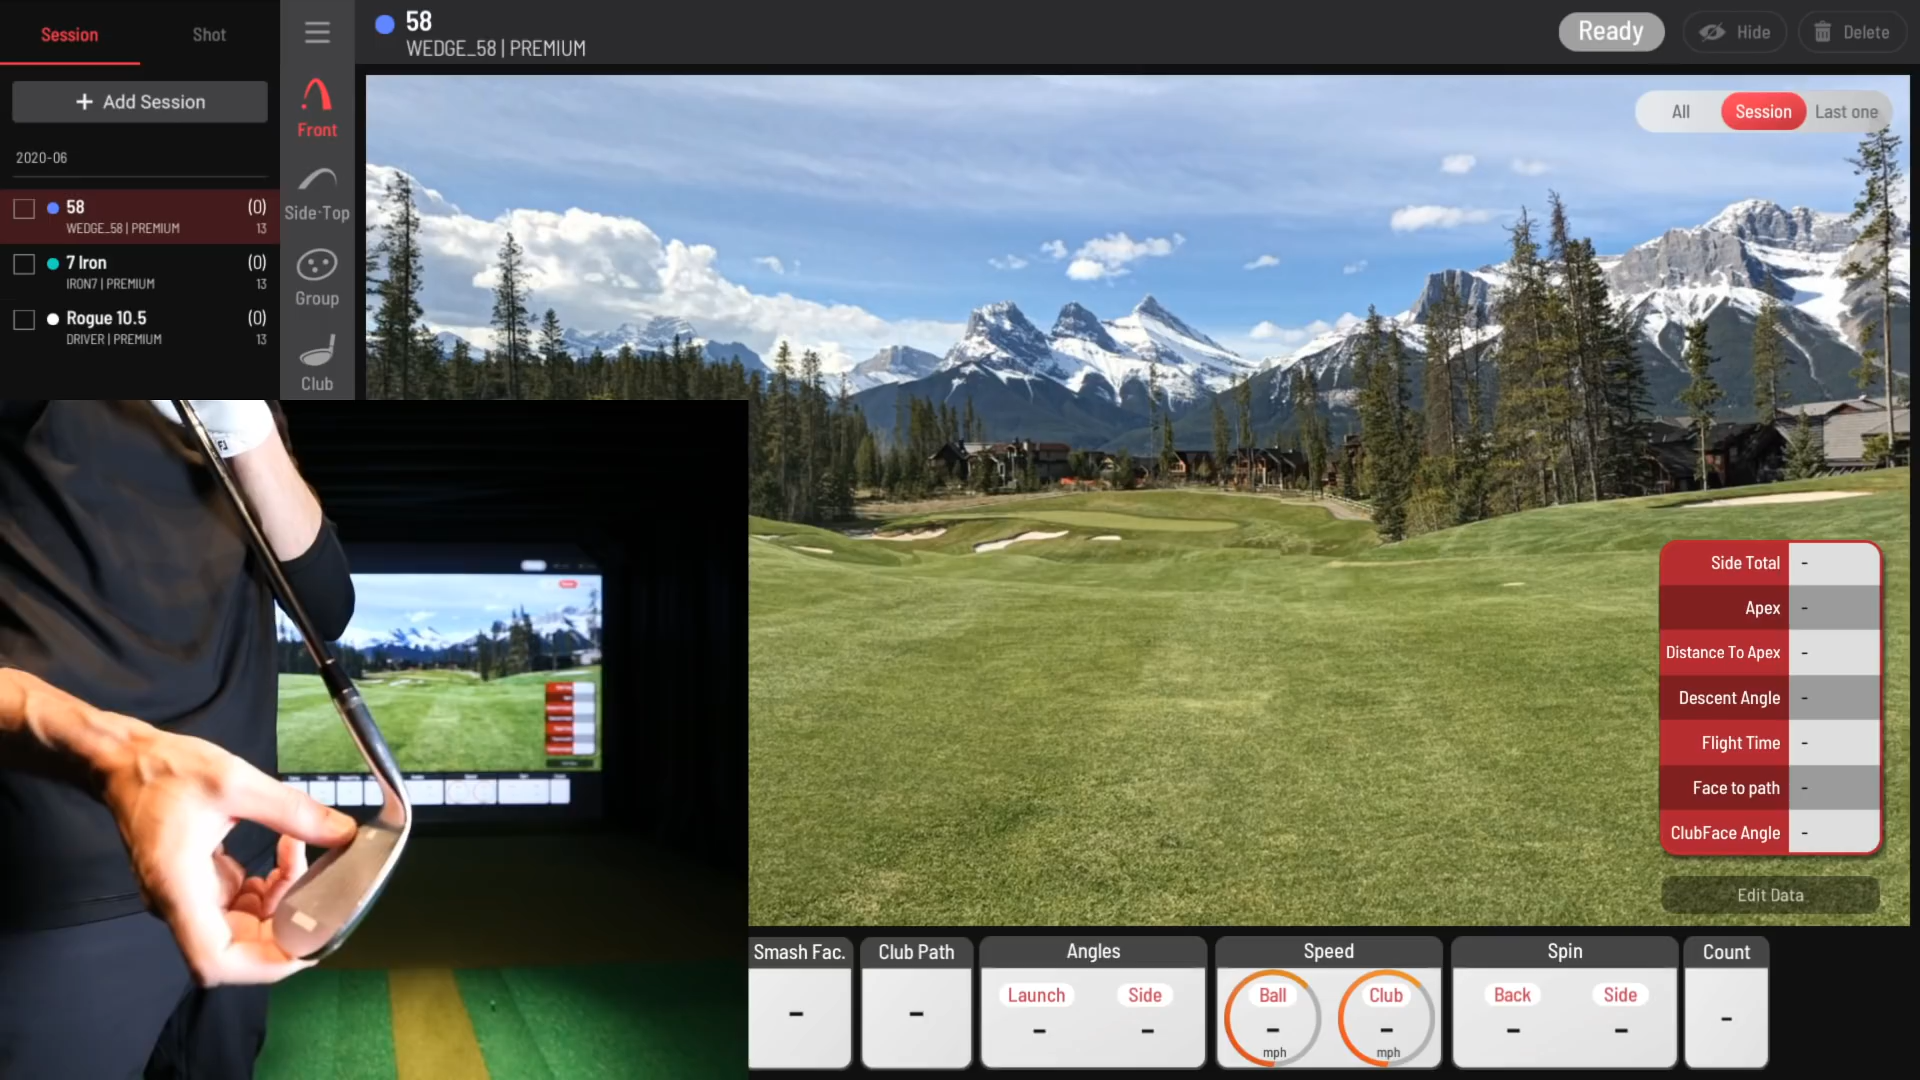 Session
Shot
+ Add Session
2020-06
58
(0)
WEDGE_58 | PREMIUM
13
7 Iron
(0)
IRON7 | PREMIUM
13
Rogue 10.5
(0)
DRIVER | PREMIUM
13
Front
Side·Top
Group
Club
58
WEDGE_58 | PREMIUM
Ready
Hide
Delete
All
Session
Last one
Side Total -
Apex -
Distance To Apex -
Descent Angle -
Flight Time -
Face to path -
ClubFace Angle -
Edit Data
Smash Fac.
-
Club Path
-
Angles
Launch Side
- -
Speed
Ball Club
- -
mph mph
Spin
Back Side
- -
Count
-
FJ